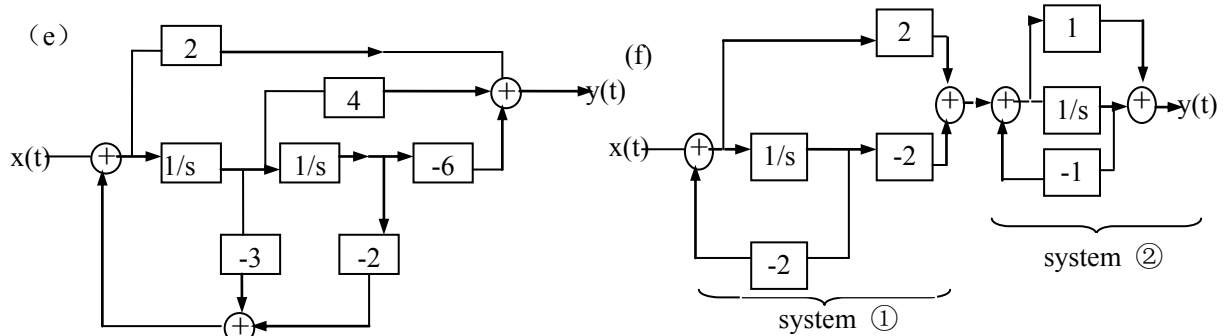 (e)
2
4
x(t)
+
1/s
1/s
-6
+
y(t)
-3
-2
+
(f)
2
1
x(t)
+
1/s
-2
+
+
1/s
+
y(t)
-1
-2
system ②
system ①